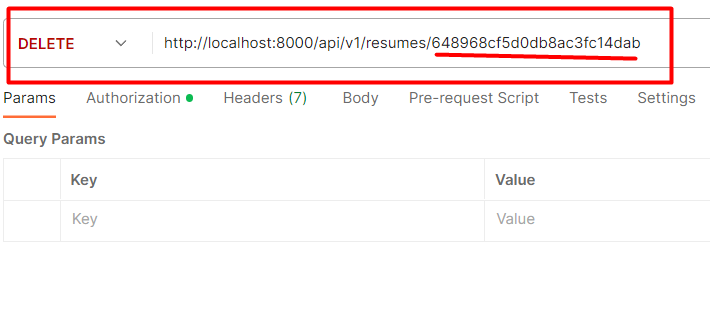 DELETE http://localhost:8000/api/v1/resumes/648968cf5d0db8ac3fc14dab
Params Authorization Headers (7) Body Pre-request Script Tests Settings
Query Params
Key Value
Key Value